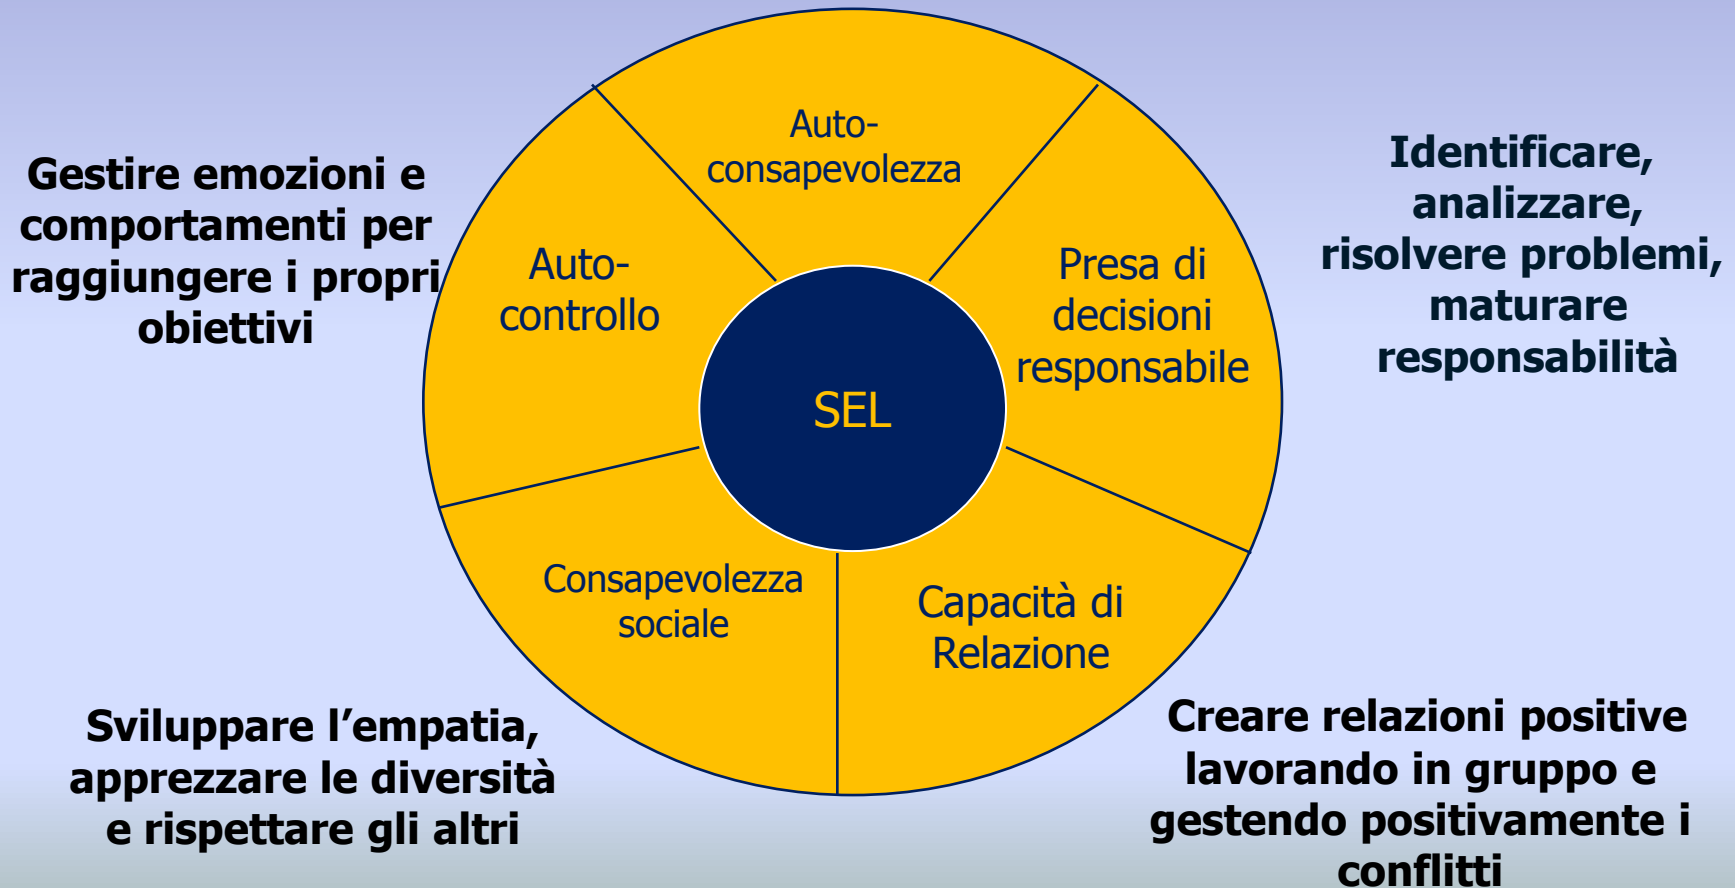 Auto-
consapevolezza
Gestire emozioni e
comportamenti per
raggiungere i propri
obiettivi
Auto-
controllo
Presa di
decisioni
responsabile
Identificare,
analizzare,
risolvere problemi,
maturare
responsabilità
SEL
Consapevolezza
sociale
Capacità di
Relazione
Sviluppare l’empatia,
apprezzare le diversità
e rispettare gli altri
Creare relazioni positive
lavorando in gruppo e
gestendo positivamente i
conflitti